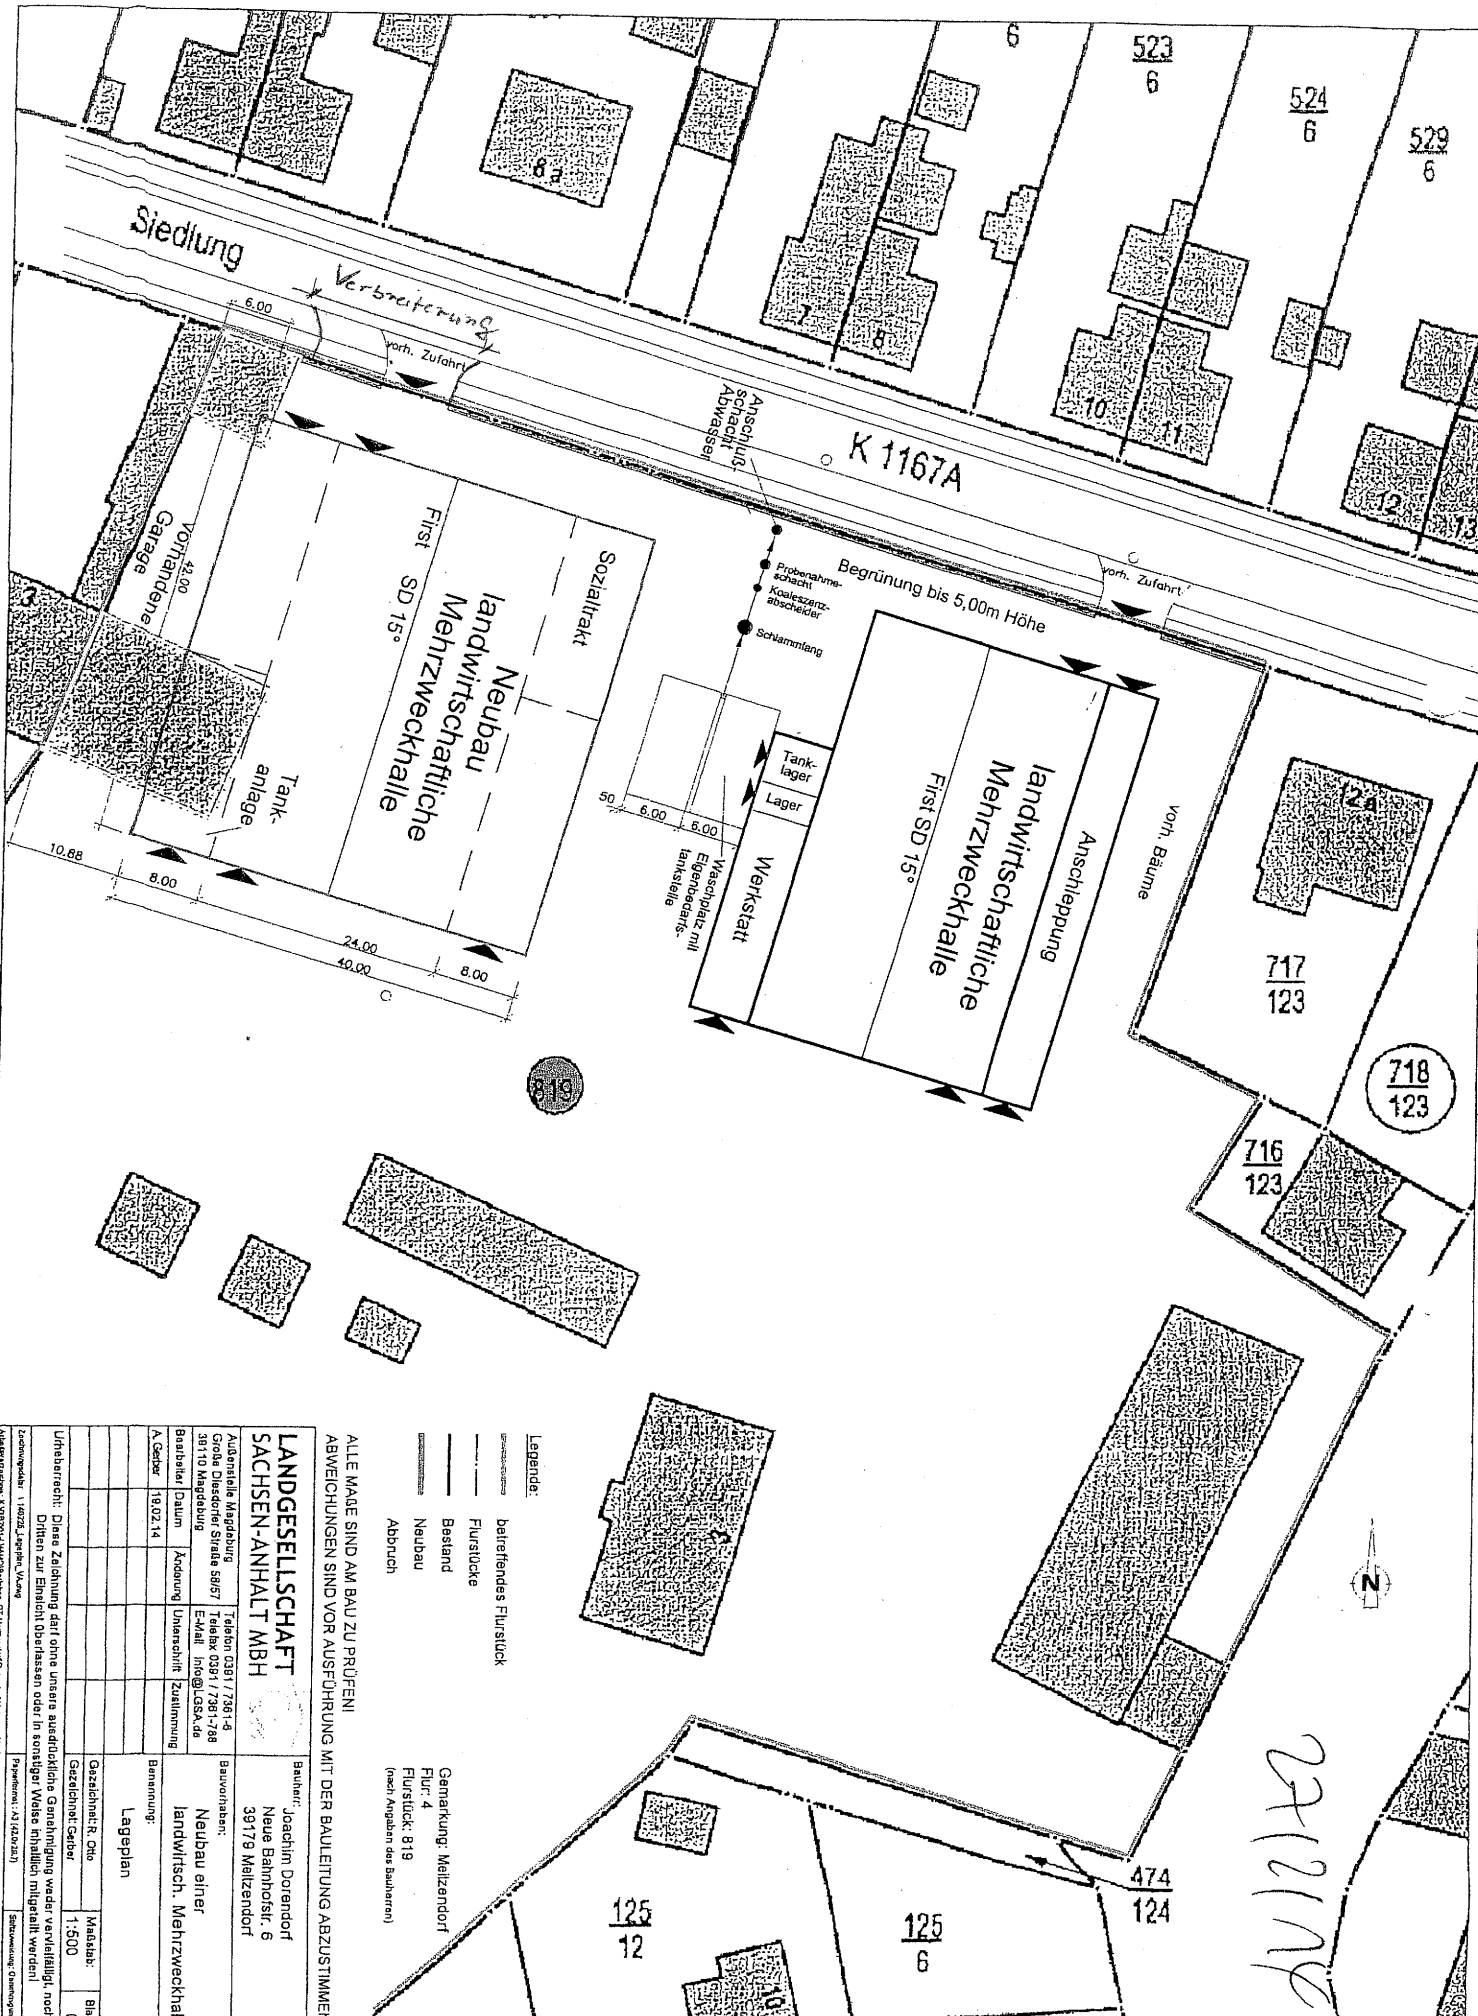 523
6
524
6
529
6
6
8a
Siedlung
Verbreiterung
6.00
vorh. Zufahrt
7
8
10
11
12
13
K 1167A
Anschluß-
schacht
Abwasser
Probenahme-
schacht
Koaleszenz-
abscheider
Schlammfang
Begrünung bis 5,00m Höhe
vorh. Zufahrt
Vorhandene
Garage
42.00
3
First SD 15°
Sozialtrakt
Neubau
landwirtschaftliche
Mehrzweckhalle
Tank-
anlage
10.88
8.00
24.00
40.00
8.00
50
6.00
6.00
Waschplatz mit
Eigenbedarfs-
tankstelle
Tank-
lager
Lager
Werkstatt
First SD 15°
landwirtschaftliche
Mehrzweckhalle
Anschleppung
vorh. Bäume
12a
717
123
718
123
716
123
819
3
N
474
124
125
12
125
6
10
Legende:
betreffendes Flurstück
Flurstücke
Bestand
Neubau
Abbruch
Gemarkung: Meitzendorf
Flur: 4
Flurstück: 819
(nach Angaben des Bauherren)
ALLE MAßE SIND AM BAU ZU PRÜFEN!
ABWEICHUNGEN SIND VOR AUSFÜHRUNG MIT DER BAULEITUNG ABZUSTIMMEN
LANDGESELLSCHAFT
SACHSEN-ANHALT MBH
Außenstelle Magdeburg
Große Diesdorfer Straße 56/57
39110 Magdeburg
Telefon 0391 / 7361-6
Telefax 0391 / 7361-788
E-Mail info@LGSA.de
Bearbeiter Datum Änderung Unterschrift Zustimmung
A.Gerber 19.02.14
Bauherr:
Joachim Dorendorf
Neue Bahnhofstr. 6
39179 Meitzendorf
Bauvorhaben:
Neubau einer
landwirtsch. Mehrzweckhal
Benennung:
Lageplan
Gezeichnet: R. Otto
Gezeichnet: Gerber
Maßstab:
1:500
Bla
Urheberrecht: Diese Zeichnung darf ohne unsere ausdrückliche Genehmigung weder vervielfältigt, noch
Dritten zur Einsicht überlassen oder in sonstiger Weise inhaltlich mitgeteilt werden!